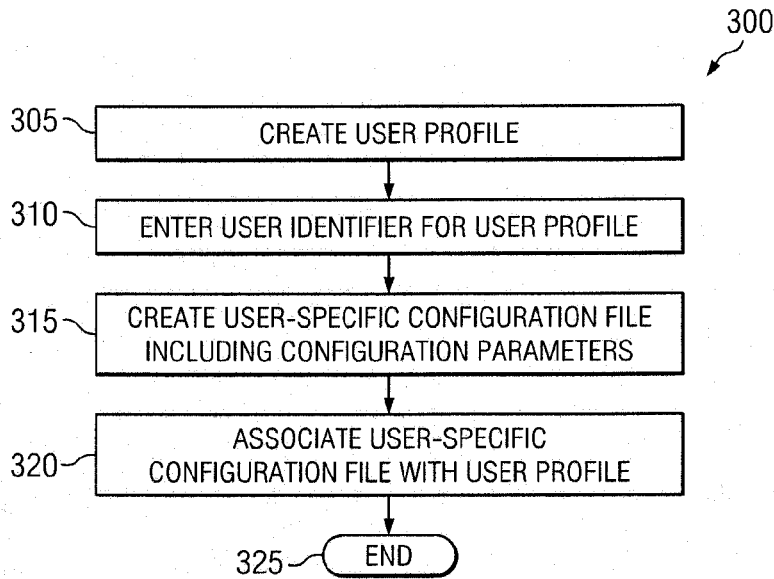 300
305
CREATE USER PROFILE
310
ENTER USER IDENTIFIER FOR USER PROFILE
315
CREATE USER-SPECIFIC CONFIGURATION FILE
INCLUDING CONFIGURATION PARAMETERS
320
ASSOCIATE USER-SPECIFIC
CONFIGURATION FILE WITH USER PROFILE
325
END